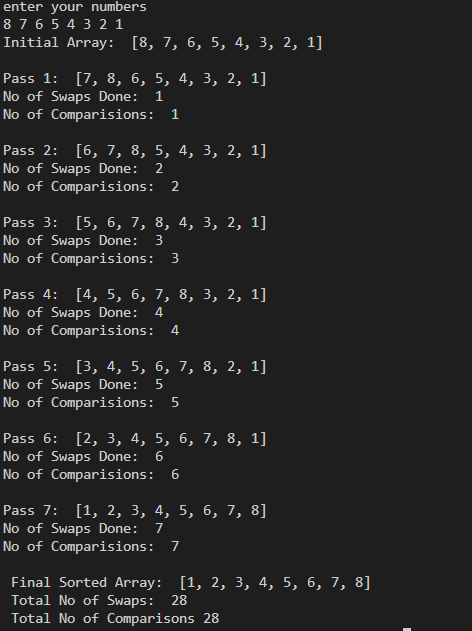 enter your numbers
8 7 6 5 4 3 2 1
Initial Array:  [8, 7, 6, 5, 4, 3, 2, 1]
Pass 1:  [7, 8, 6, 5, 4, 3, 2, 1]
No of Swaps Done:  1
No of Comparisions:  1
Pass 2:  [6, 7, 8, 5, 4, 3, 2, 1]
No of Swaps Done:  2
No of Comparisions:  2
Pass 3:  [5, 6, 7, 8, 4, 3, 2, 1]
No of Swaps Done:  3
No of Comparisions:  3
Pass 4:  [4, 5, 6, 7, 8, 3, 2, 1]
No of Swaps Done:  4
No of Comparisions:  4
Pass 5:  [3, 4, 5, 6, 7, 8, 2, 1]
No of Swaps Done:  5
No of Comparisions:  5
Pass 6:  [2, 3, 4, 5, 6, 7, 8, 1]
No of Swaps Done:  6
No of Comparisions:  6
Pass 7:  [1, 2, 3, 4, 5, 6, 7, 8]
No of Swaps Done:  7
No of Comparisions:  7
Final Sorted Array:  [1, 2, 3, 4, 5, 6, 7, 8]
Total No of Swaps:  28
Total No of Comparisons 28